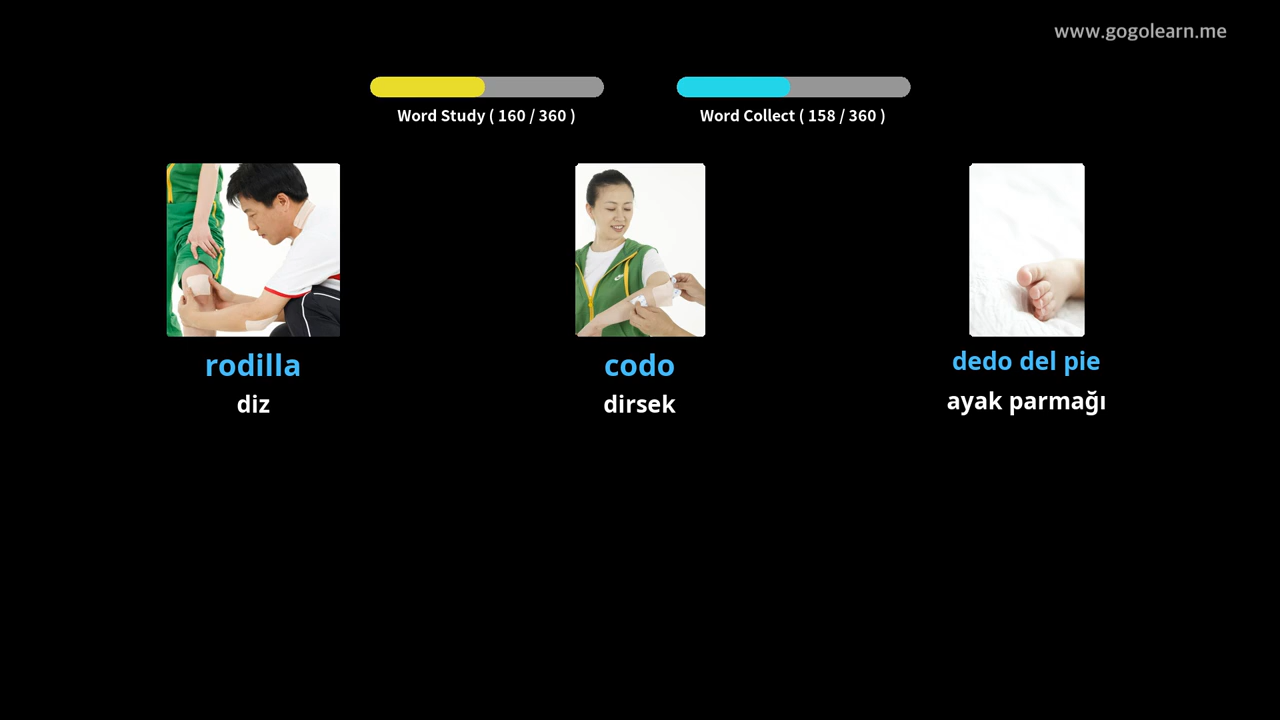 www.gogolearn.me
Word Study ( 160 / 360 )
Word Collect ( 158 / 360 )
rodilla
diz
codo
dirsek
dedo del pie
ayak parmağı